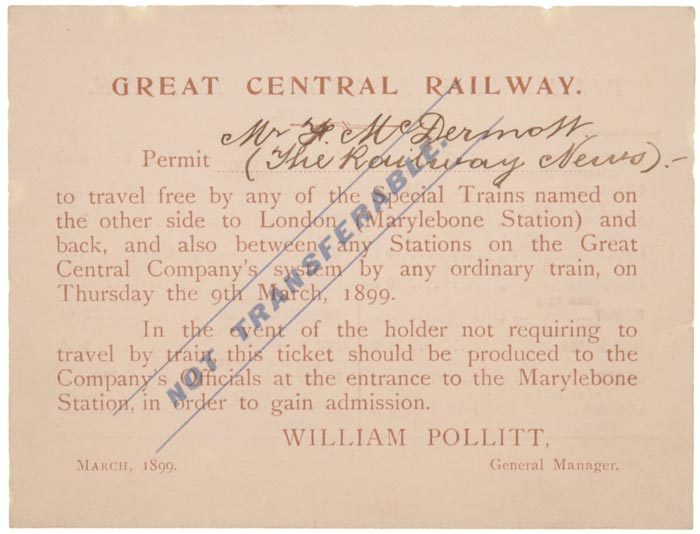 GREAT CENTRAL RAILWAY.
Mr F. McDermott.
Permit (The Railway News).-
to travel free by any of the Special Trains named on
the other side to London (Marylebone Station) and
back, and also between any Stations on the Great
Central Company's system by any ordinary train, on
Thursday the 9th March, 1899.
In the event of the holder not requiring to
travel by train this ticket should be produced to the
Company's Officials at the entrance to the Marylebone
Station, in order to gain admission.
WILLIAM POLLITT,
MARCH, 1899. General Manager.
NOT TRANSFERABLE.